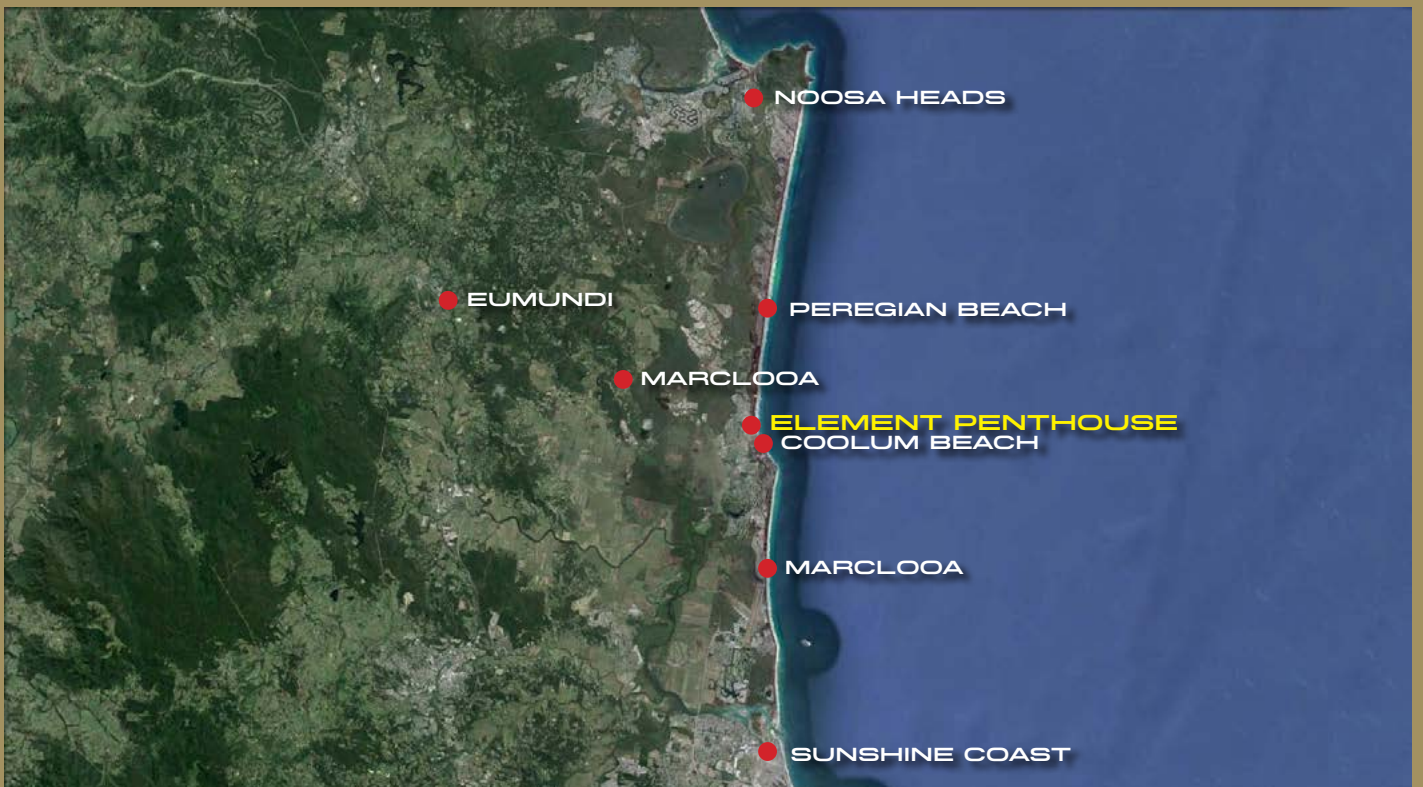 NOOSA HEADS
EUMUNDI
PEREGIAN BEACH
MARCLOOA
ELEMENT PENTHOUSE
COOLUM BEACH
MARCLOOA
SUNSHINE COAST